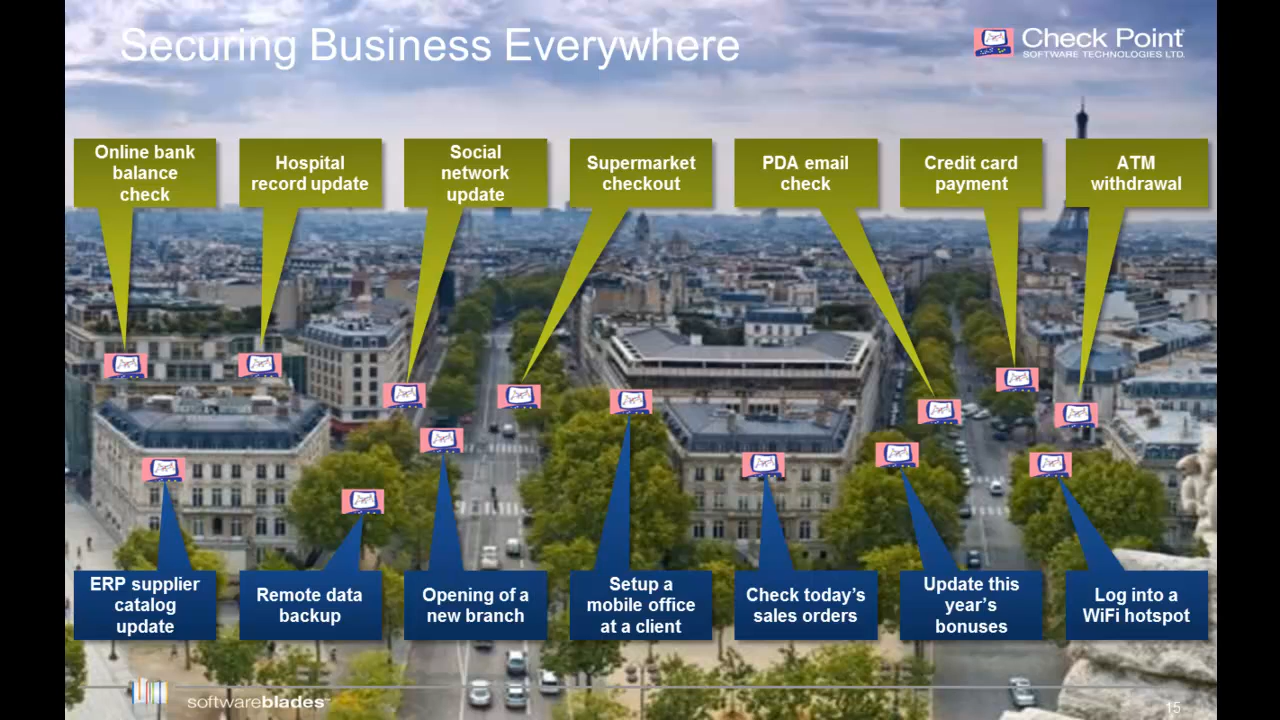 Securing Business Everywhere
Check Point
SOFTWARE TECHNOLOGIES LTD.
Online bank
balance
check
Hospital
record update
Social
network
update
Supermarket
checkout
PDA email
check
Credit card
payment
ATM
withdrawal
ERP supplier
catalog
update
Remote data
backup
Opening of a
new branch
Setup a
mobile office
at a client
Check today’s
sales orders
Update this
year’s
bonuses
Log into a
WiFi hotspot
softwareblades™
15